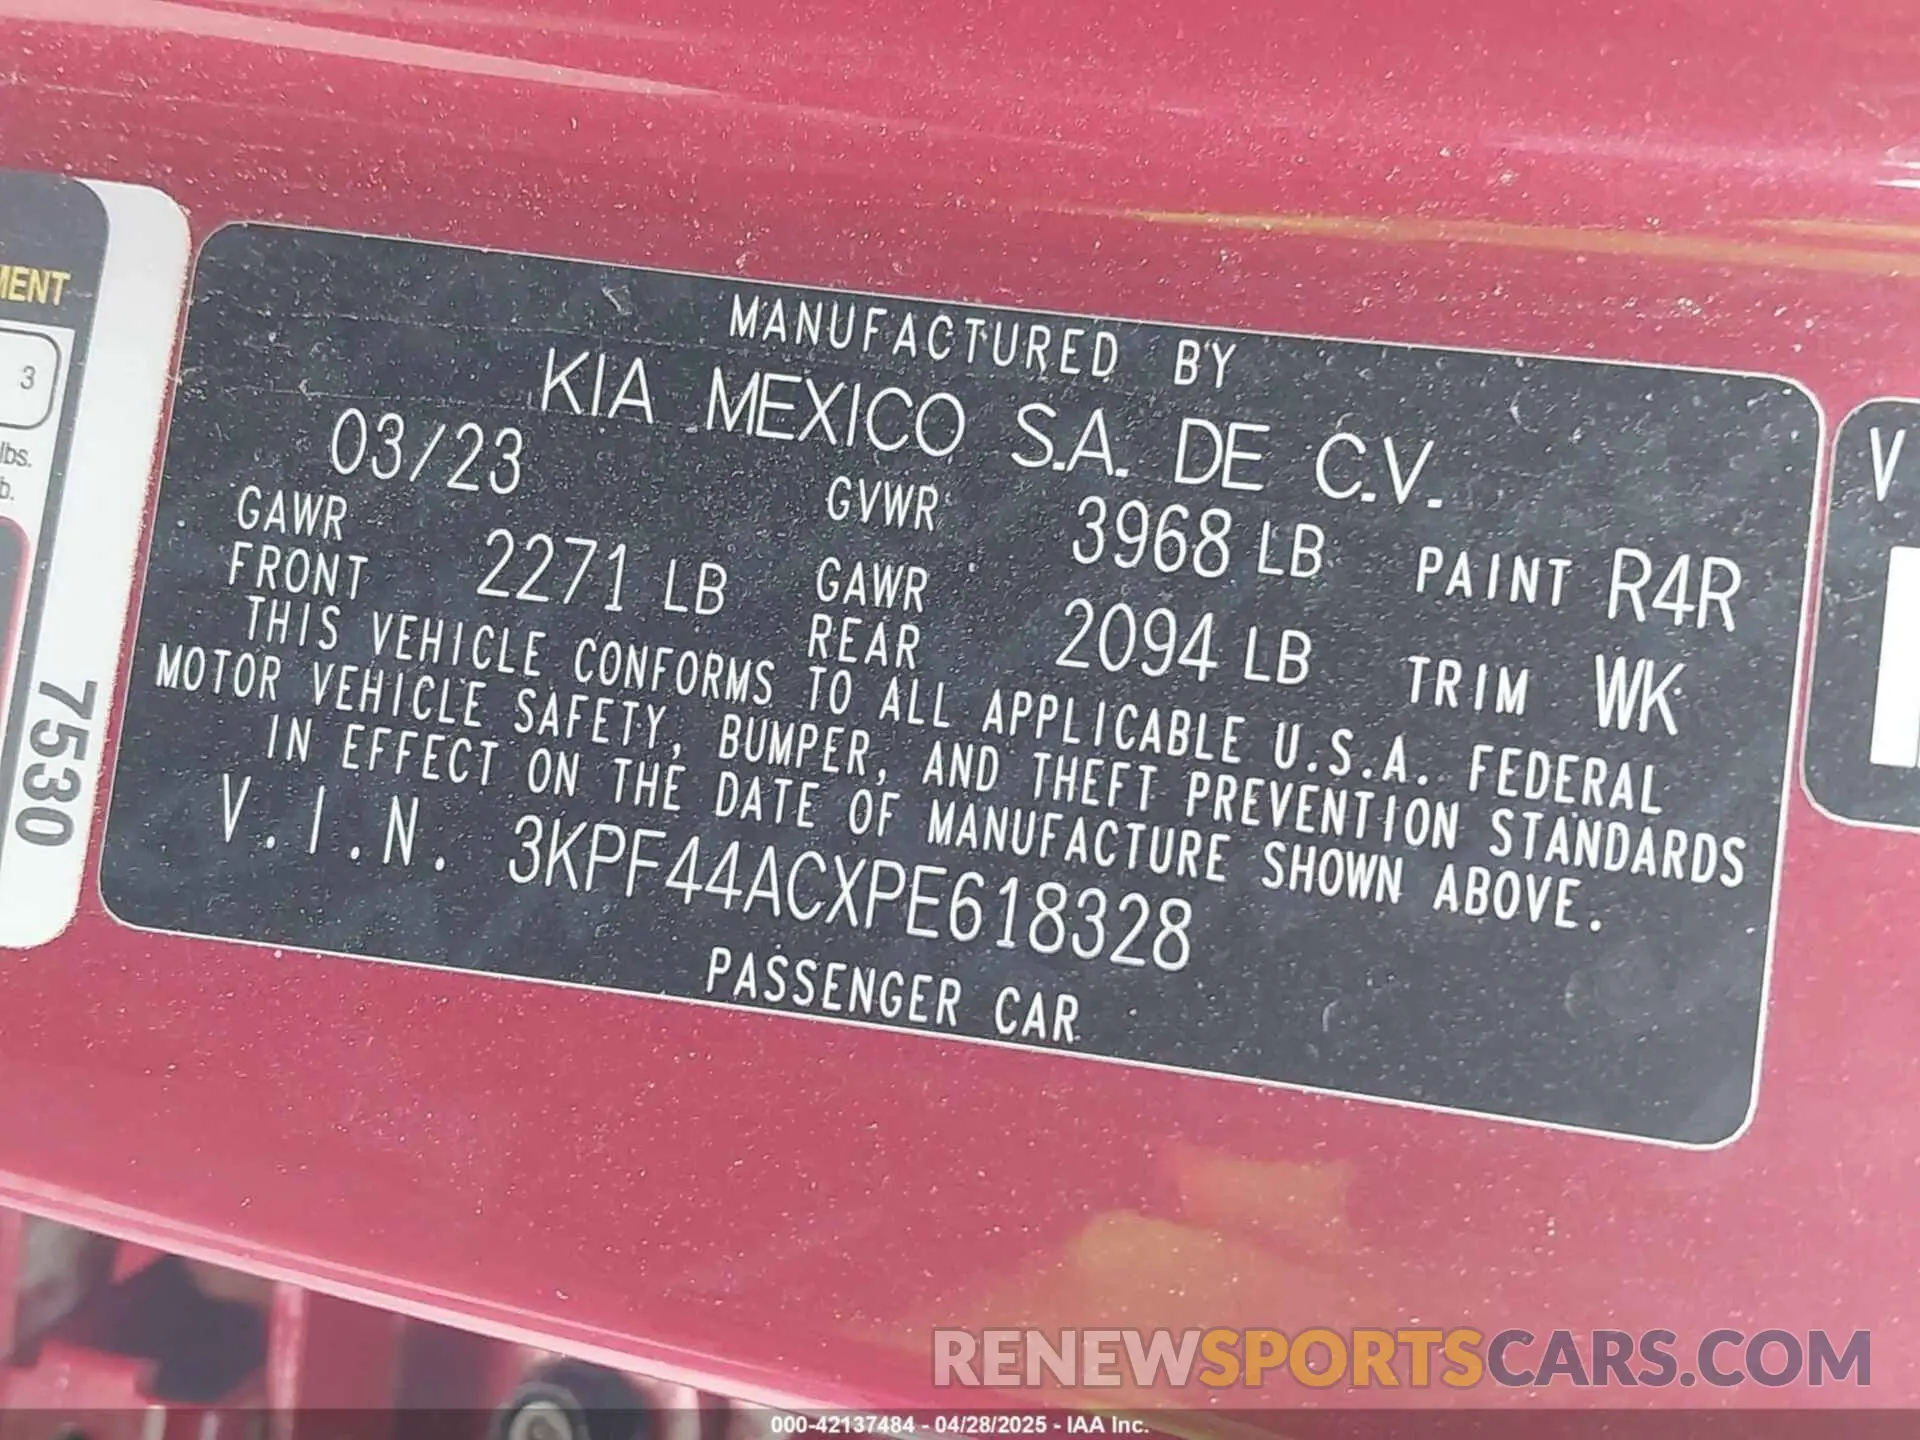 MANUFACTURED BY
KIA MEXICO S.A. DE C.V.
03/23
GVWR 3968 LB PAINT R4R
GAWR
FRONT 2271 LB
GAWR
REAR 2094 LB TRIM WK
THIS VEHICLE CONFORMS TO ALL APPLICABLE U.S.A. FEDERAL
MOTOR VEHICLE SAFETY, BUMPER, AND THEFT PREVENTION STANDARDS
IN EFFECT ON THE DATE OF MANUFACTURE SHOWN ABOVE.
V.I.N. 3KPF44ACXPE618328
PASSENGER CAR
MENT
3
lbs.
b.
7530
V
RENEWSPORTSCARS.COM
000-42137484 - 04/28/2025 - IAA Inc.